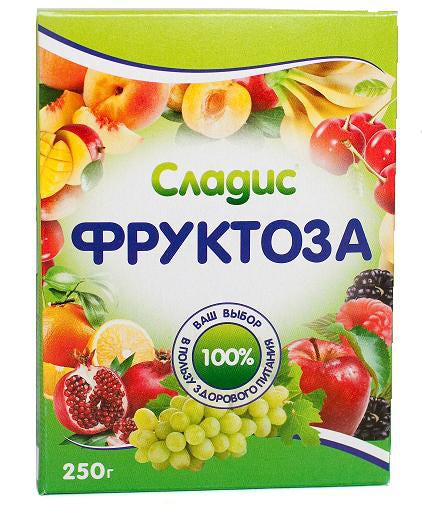 Сладис®
ФРУКТОЗА
ВАШ ВЫБОР
В ПОЛЬЗУ ЗДОРОВОГО ПИТАНИЯ
100%
250г